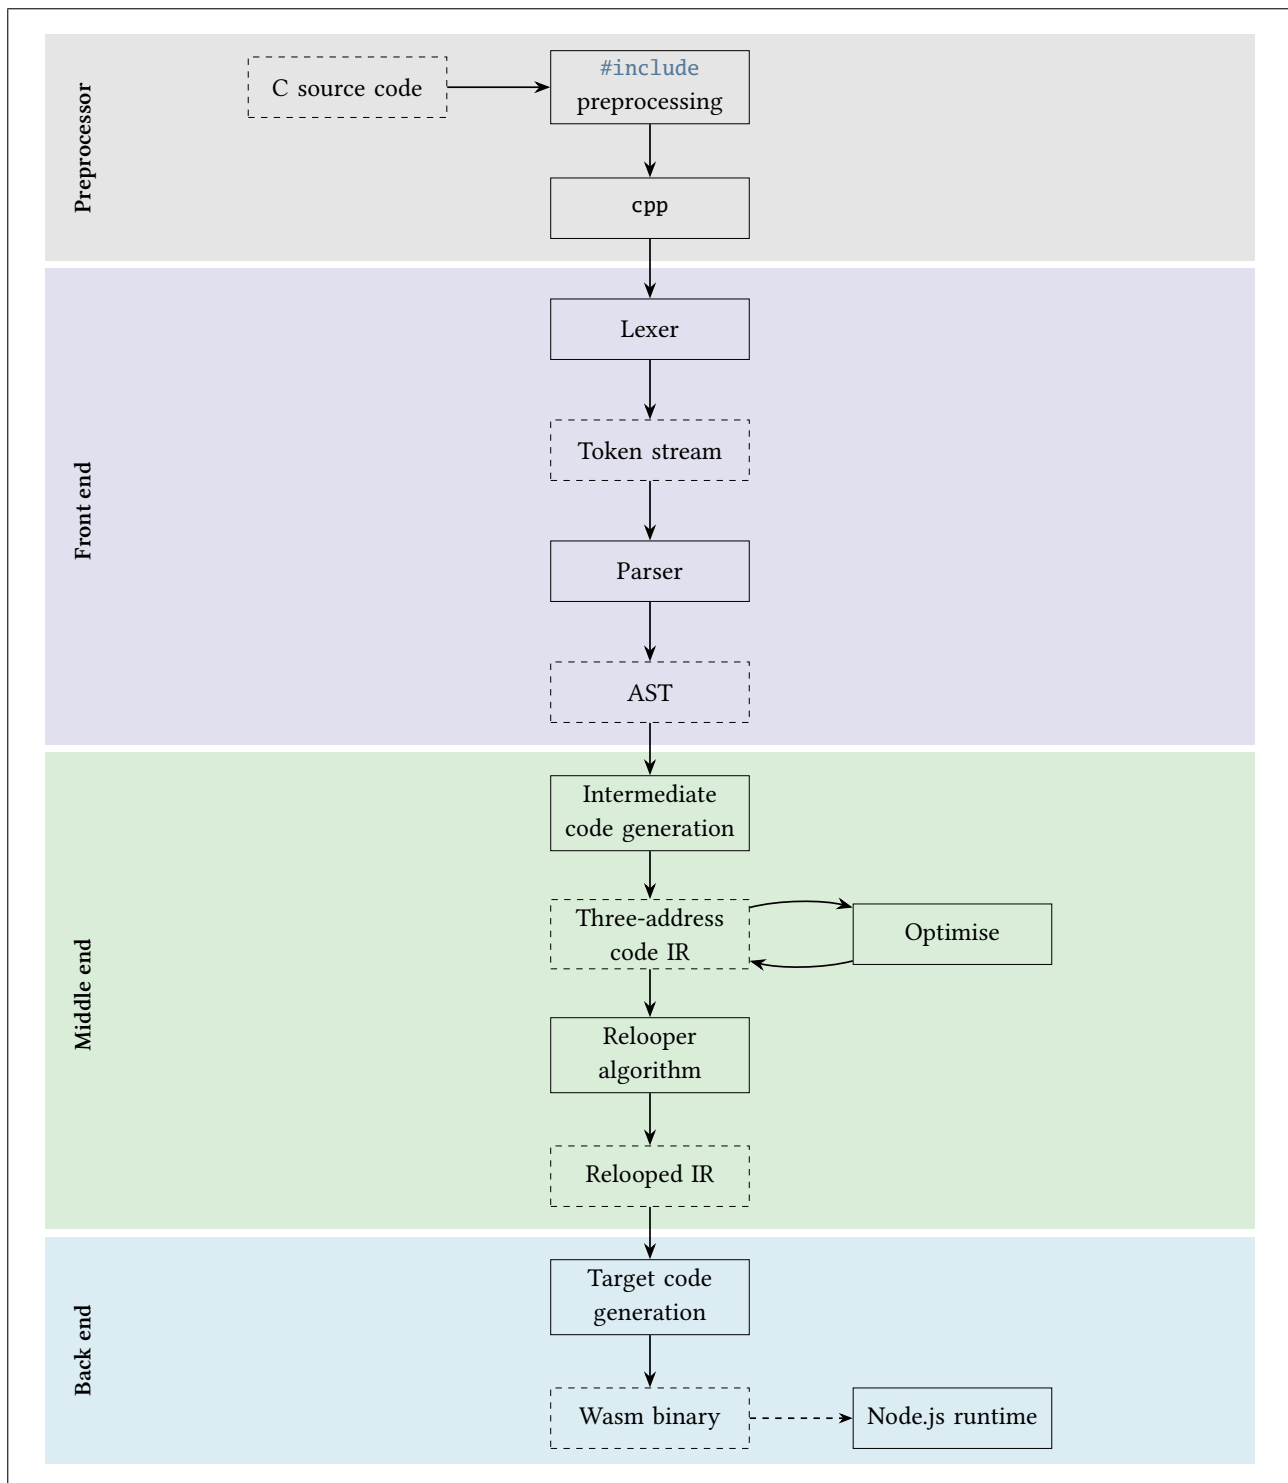 Preprocessor
C source code
#include
preprocessing
cpp
Front end
Lexer
Token stream
Parser
AST
Middle end
Intermediate
code generation
Three-address
code IR
Optimise
Relooper
algorithm
Relooped IR
Back end
Target code
generation
Wasm binary
Node.js runtime